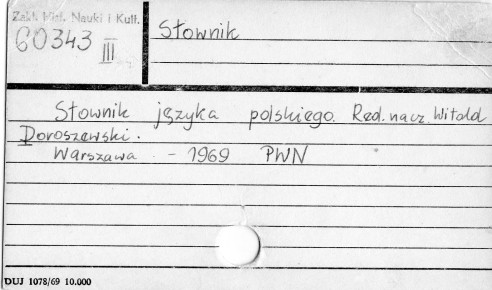 Zakł. Hist. Nauki i Kult.
60343 III
Słownik
Słownik języka polskiego. Red. nacz. Witold
Doroszewski.
Warszawa - 1969 PWN
DUJ 1078/69 10.000